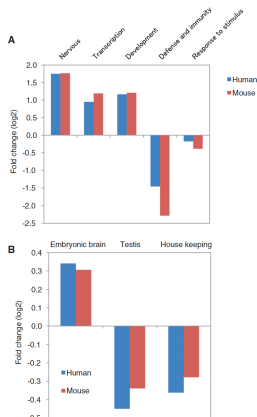 A
Nervous
Transcription
Development
Defense and immunity
Response to stimulus
2.0
1.5
1.0
0.5
0.0
-0.5
-1.0
-1.5
-2.0
-2.5
Fold change (log2)
Human
Mouse
B
Embryonic brain Testis House keeping
0.4
0.3
0.2
0.1
0.0
-0.1
-0.2
-0.3
-0.4
-0.5
Fold change (log2)
Human
Mouse